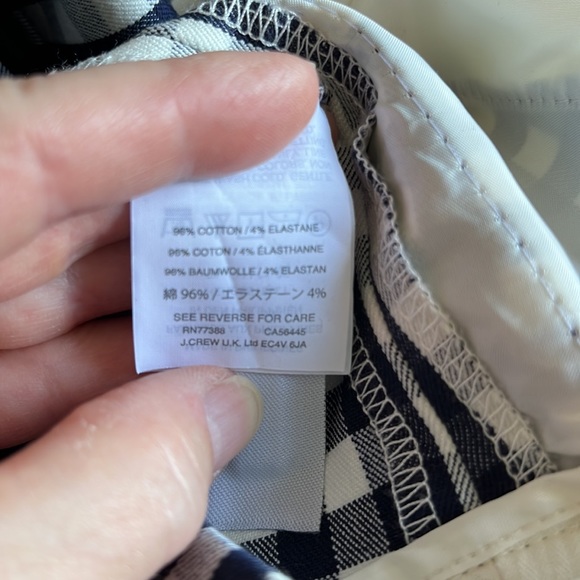 96% COTTON / 4% ELASTANE
96% COTON / 4% ÉLASTHANNE
96% BAUMWOLLE / 4% ELASTAN
綿 96% / エラステーン 4%
SEE REVERSE FOR CARE
RN77388 CA56445
J.CREW U.K. Ltd EC4V 6JA